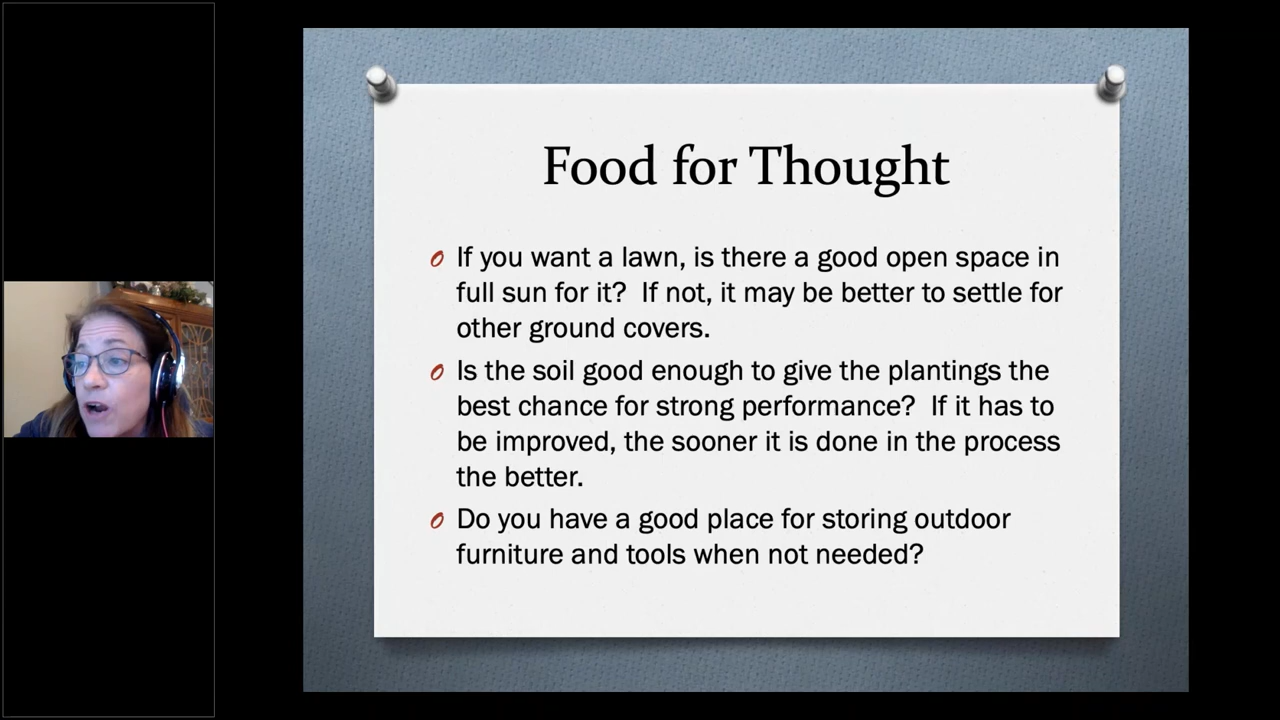 Food for Thought
If you want a lawn, is there a good open space in
full sun for it?  If not, it may be better to settle for
other ground covers.
Is the soil good enough to give the plantings the
best chance for strong performance?  If it has to
be improved, the sooner it is done in the process
the better.
Do you have a good place for storing outdoor
furniture and tools when not needed?